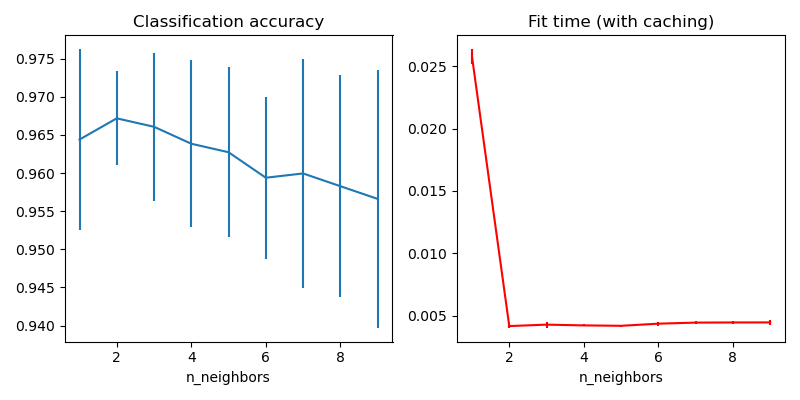 Classification accuracy
0.975
0.970
0.965
0.960
0.955
0.950
0.945
0.940
2 4 6 8
n_neighbors
Fit time (with caching)
0.025
0.020
0.015
0.010
0.005
2 4 6 8
n_neighbors